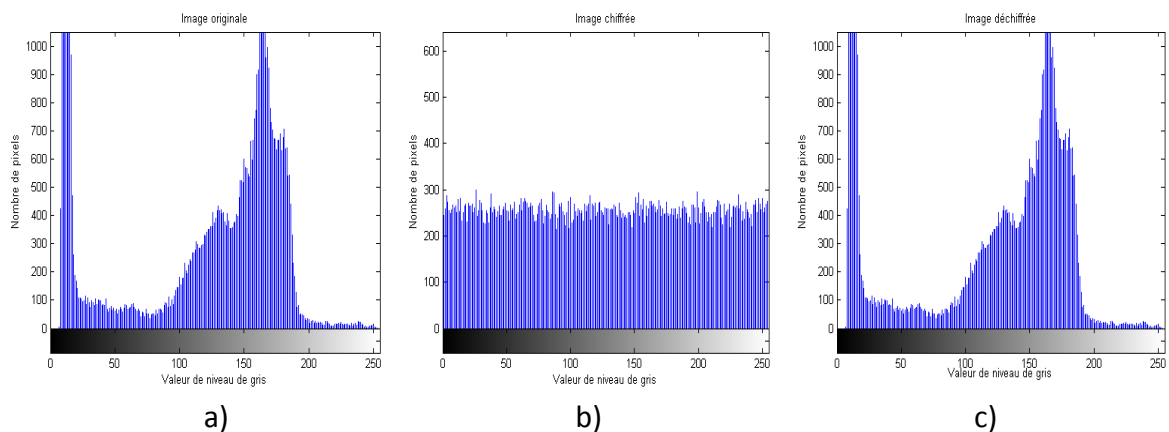 Image originale
1000
900
800
700
600
500
400
300
200
100
0
Nombre de pixels
0 50 100 150 200 250
Valeur de niveau de gris
a)
Image chiffrée
600
500
400
300
200
100
0
Nombre de pixels
0 50 100 150 200 250
Valeur de niveau de gris
b)
Image déchiffrée
1000
900
800
700
600
500
400
300
200
100
0
Nombre de pixels
0 50 100 150 200 250
Valeur de niveau de gris
c)